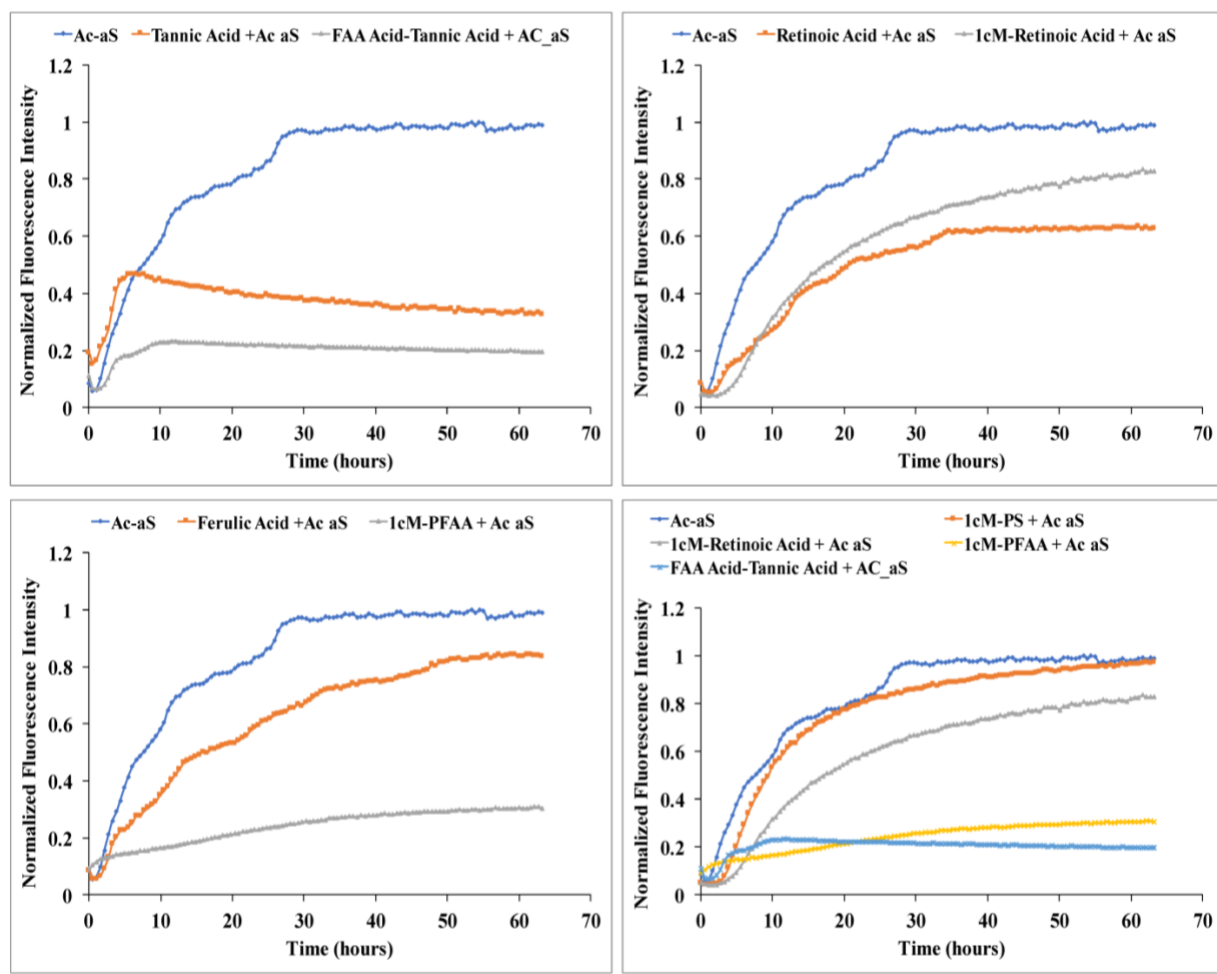 Ac-aS Tannic Acid +Ac aS FAA Acid-Tannic Acid + AC_aS
1.2
1
0.8
0.6
0.4
0.2
0
Normalized Fluorescence Intensity
0 10 20 30 40 50 60 70
Time (hours)
Ac-aS Retinoic Acid +Ac aS 1cM-Retinoic Acid + Ac aS
1.2
1
0.8
0.6
0.4
0.2
0
Normalized Fluorescence Intensity
0 10 20 30 40 50 60 70
Time (hours)
Ac-aS Ferulic Acid +Ac aS 1cM-PFAA + Ac aS
1.2
1
0.8
0.6
0.4
0.2
0
Normalized Fluorescence Intensity
0 10 20 30 40 50 60 70
Time (hours)
Ac-aS 1cM-PS + Ac aS
1cM-Retinoic Acid + Ac aS 1cM-PFAA + Ac aS
FAA Acid-Tannic Acid + AC_aS
1.2
1
0.8
0.6
0.4
0.2
0
Normalized Fluorescence Intensity
0 10 20 30 40 50 60 70
Time (hours)